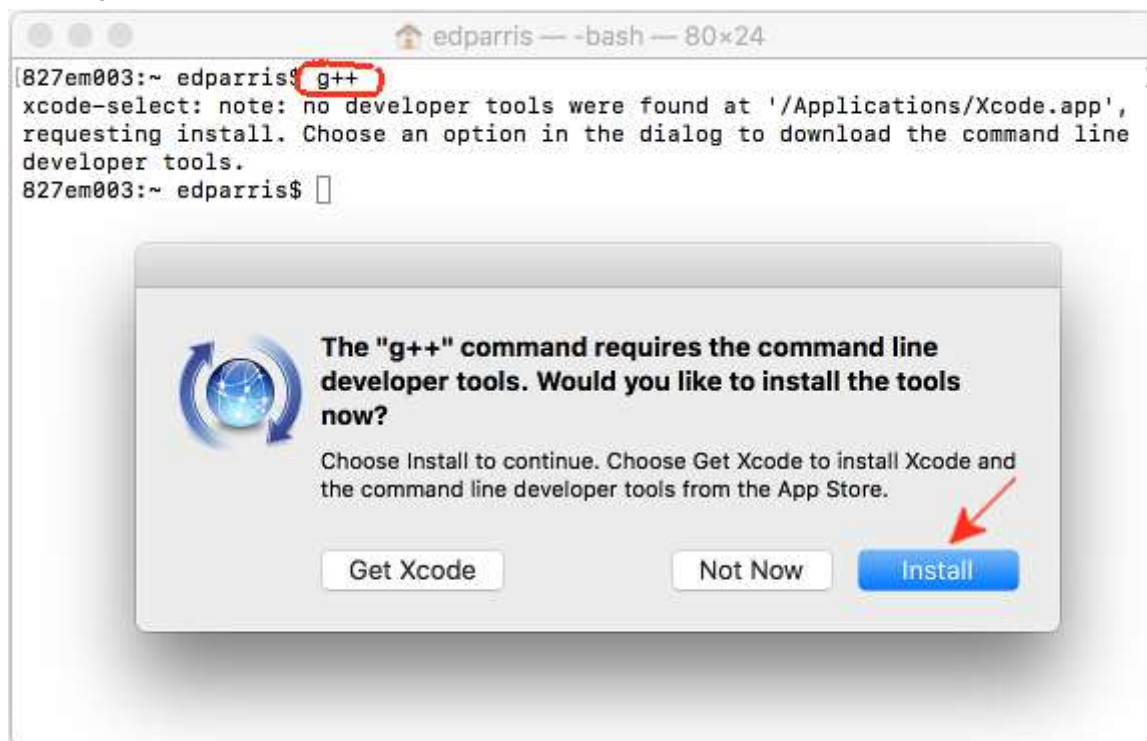 edparris — -bash — 80×24
[827em003:~ edparris$ g++
xcode-select: note: no developer tools were found at '/Applications/Xcode.app',
requesting install. Choose an option in the dialog to download the command line
developer tools.
827em003:~ edparris$
The "g++" command requires the command line
developer tools. Would you like to install the tools
now?
Choose Install to continue. Choose Get Xcode to install Xcode and
the command line developer tools from the App Store.
Get Xcode Not Now Install